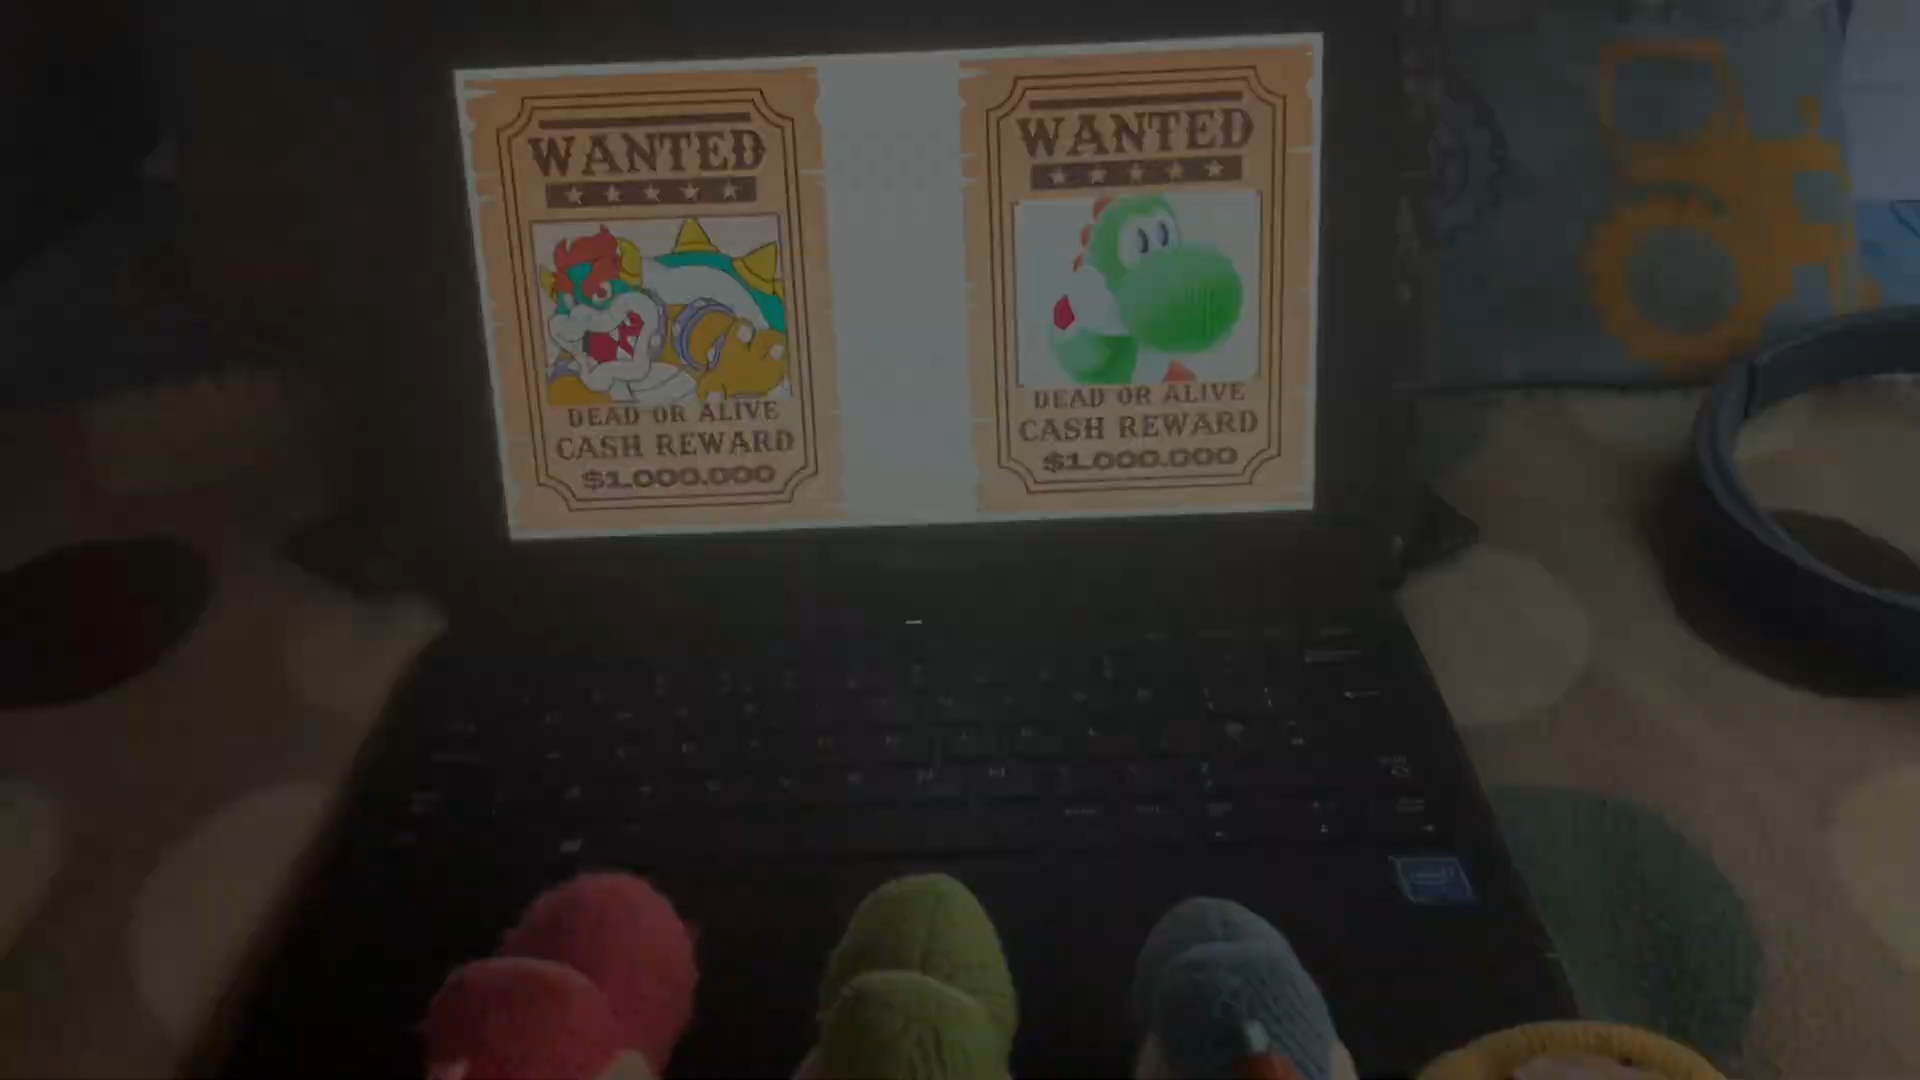 WANTED
DEAD OR ALIVE
CASH REWARD
$1.000.000
WANTED
DEAD OR ALIVE
CASH REWARD
$1.000.000